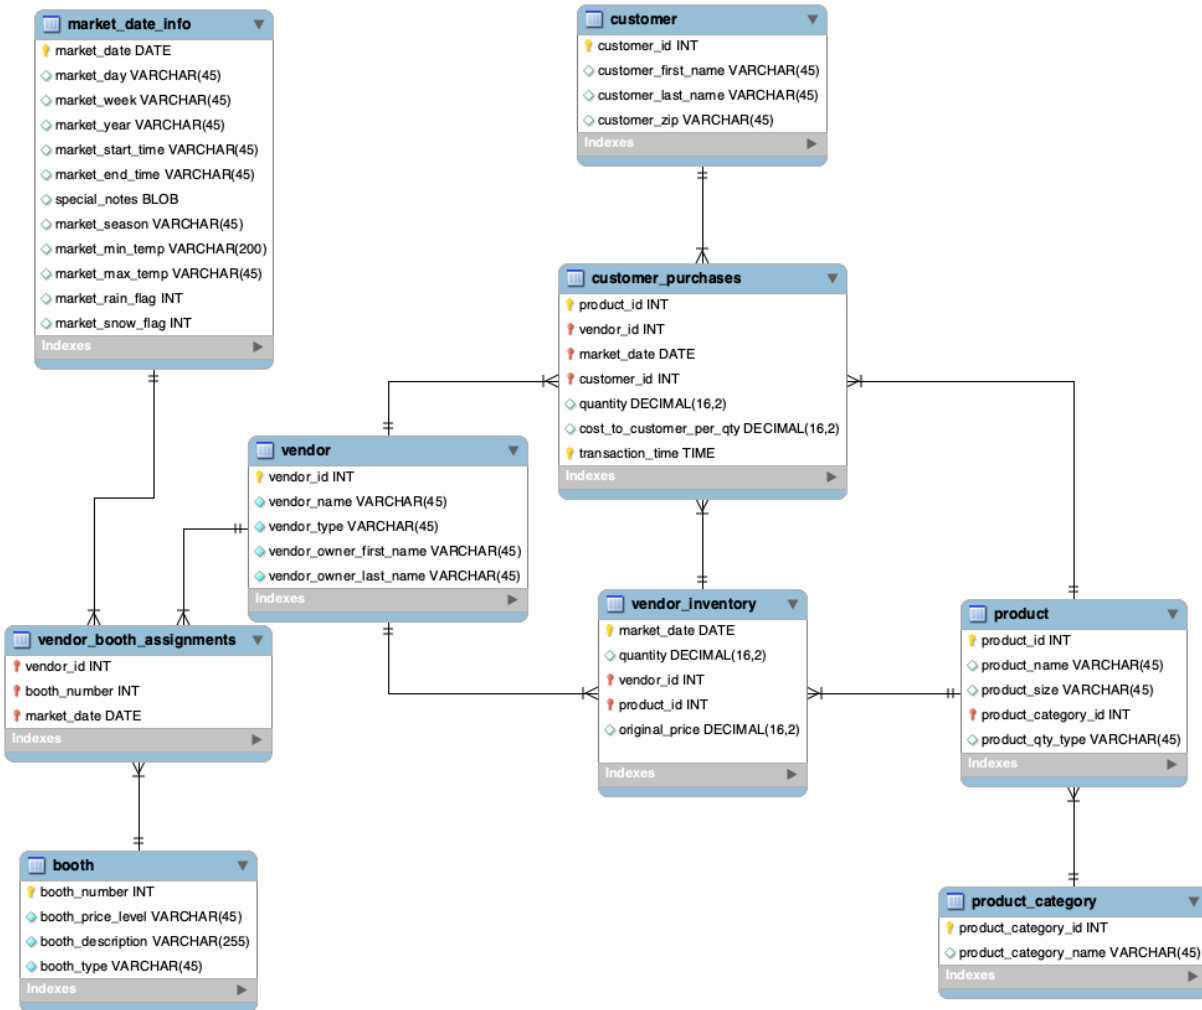 market_date_info
market_date DATE
market_day VARCHAR(45)
market_week VARCHAR(45)
market_year VARCHAR(45)
market_start_time VARCHAR(45)
market_end_time VARCHAR(45)
special_notes BLOB
market_season VARCHAR(45)
market_min_temp VARCHAR(200)
market_max_temp VARCHAR(45)
market_rain_flag INT
market_snow_flag INT
Indexes
customer
customer_id INT
customer_first_name VARCHAR(45)
customer_last_name VARCHAR(45)
customer_zip VARCHAR(45)
Indexes
customer_purchases
product_id INT
vendor_id INT
market_date DATE
customer_id INT
quantity DECIMAL(16,2)
cost_to_customer_per_qty DECIMAL(16,2)
transaction_time TIME
Indexes
vendor
vendor_id INT
vendor_name VARCHAR(45)
vendor_type VARCHAR(45)
vendor_owner_first_name VARCHAR(45)
vendor_owner_last_name VARCHAR(45)
Indexes
vendor_booth_assignments
vendor_id INT
booth_number INT
market_date DATE
Indexes
vendor_inventory
market_date DATE
quantity DECIMAL(16,2)
vendor_id INT
product_id INT
original_price DECIMAL(16,2)
Indexes
product
product_id INT
product_name VARCHAR(45)
product_size VARCHAR(45)
product_category_id INT
product_qty_type VARCHAR(45)
Indexes
booth
booth_number INT
booth_price_level VARCHAR(45)
booth_description VARCHAR(255)
booth_type VARCHAR(45)
Indexes
product_category
product_category_id INT
product_category_name VARCHAR(45)
Indexes